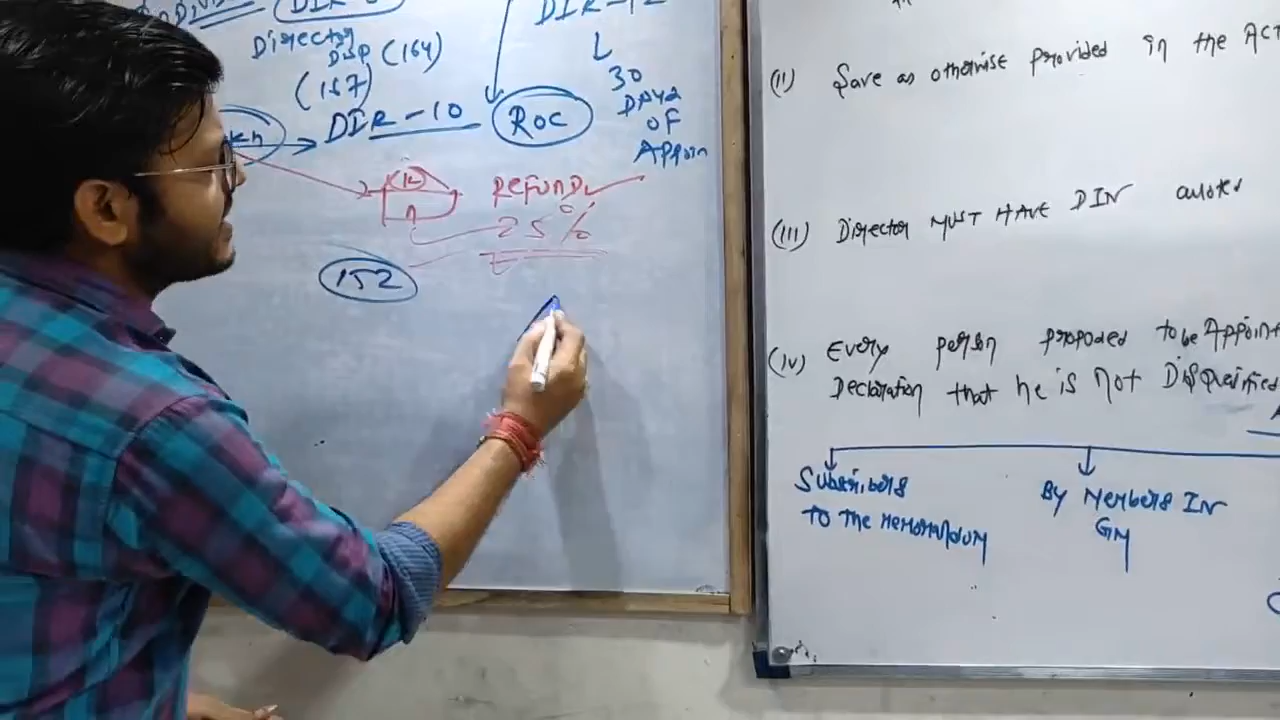 DIR-12
Director
DISP (164)
(167)
L
30
DAYS
OF
Appoin
DIR-10
ROC
REFUND
25%
152
(II) Save as otherwise provided in the ACT
(III) Director MUST HAVE DIN
(IV) Every person proposed to be Appoint
Declaration that he is not Disqualified
Subscribers
To the Memorandum
By Members In
GM